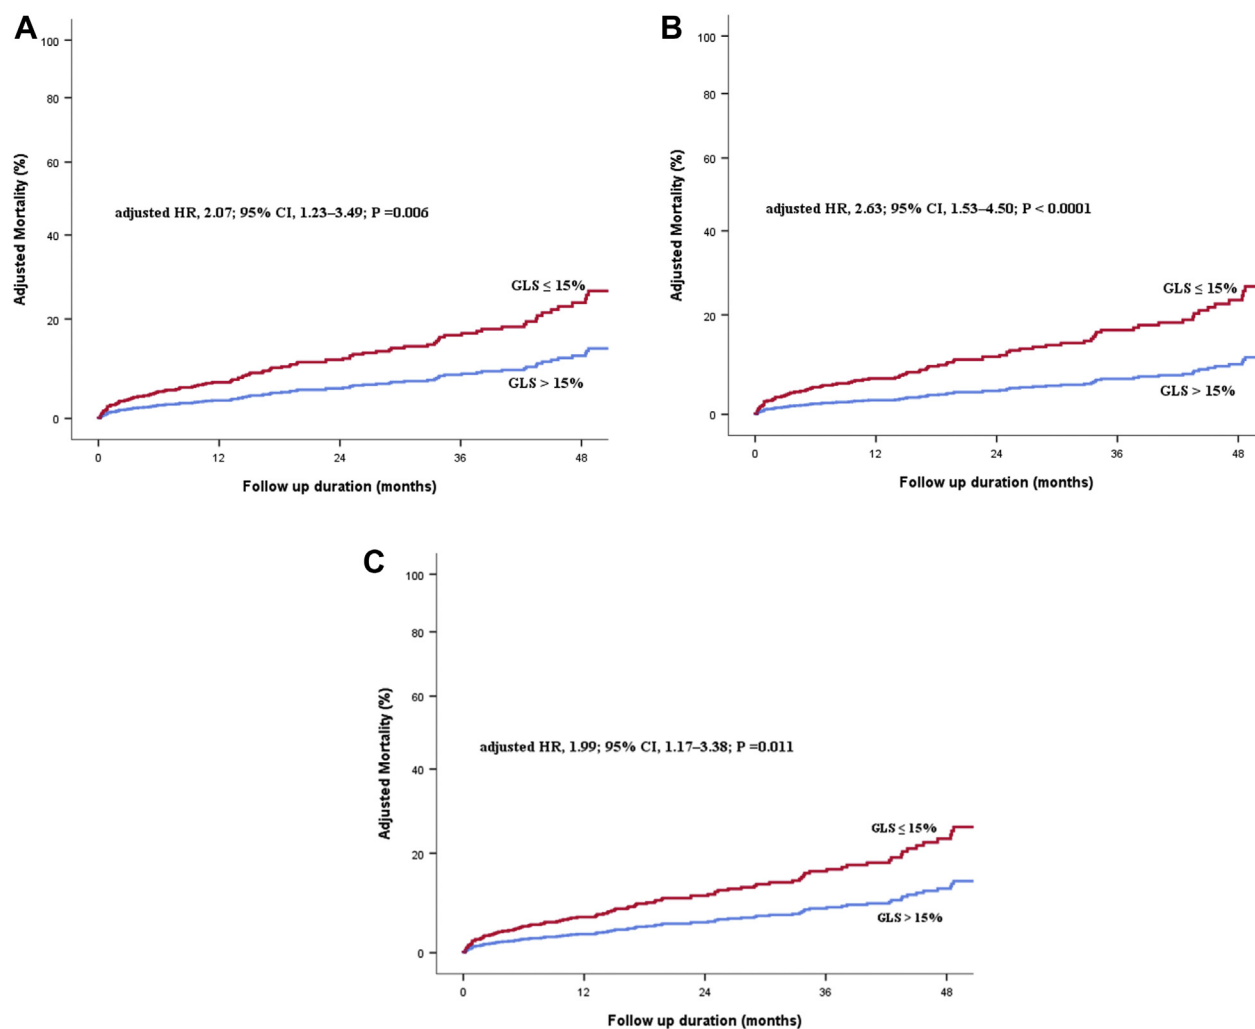 A
Adjusted Mortality (%)
100
80
60
40
20
0
adjusted HR, 2.07; 95% CI, 1.23–3.49; P =0.006
GLS ≤ 15%
GLS > 15%
0 12 24 36 48
Follow up duration (months)
B
Adjusted Mortality (%)
100
80
60
40
20
0
adjusted HR, 2.63; 95% CI, 1.53–4.50; P < 0.0001
GLS ≤ 15%
GLS > 15%
0 12 24 36 48
Follow up duration (months)
C
Adjusted Mortality (%)
100
80
60
40
20
0
adjusted HR, 1.99; 95% CI, 1.17–3.38; P =0.011
GLS ≤ 15%
GLS > 15%
0 12 24 36 48
Follow up duration (months)